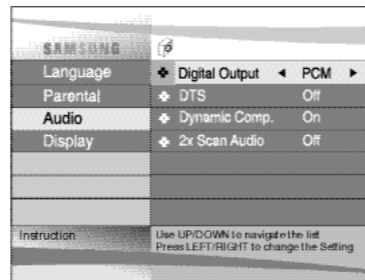 SAMSUNG
Language
Parental
Audio
Display
Digital Output ◄ PCM ►
DTS Off
Dynamic Comp. On
2x Scan Audio Off
Instruction
Use UP/DOWN to navigate the list
Press LEFT/RIGHT to change the Setting